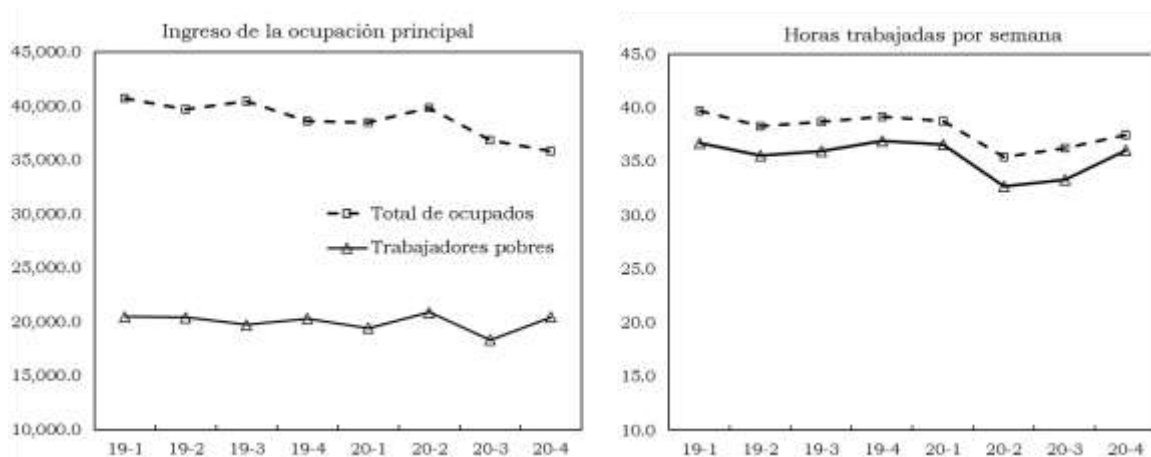 Ingreso de la ocupación principal
45,000.0
40,000.0
35,000.0
30,000.0
25,000.0
20,000.0
15,000.0
10,000.0
Total de ocupados
Trabajadores pobres
19-1 19-2 19-3 19-4 20-1 20-2 20-3 20-4
Horas trabajadas por semana
45.0
40.0
35.0
30.0
25.0
20.0
15.0
10.0
19-1 19-2 19-3 19-4 20-1 20-2 20-3 20-4